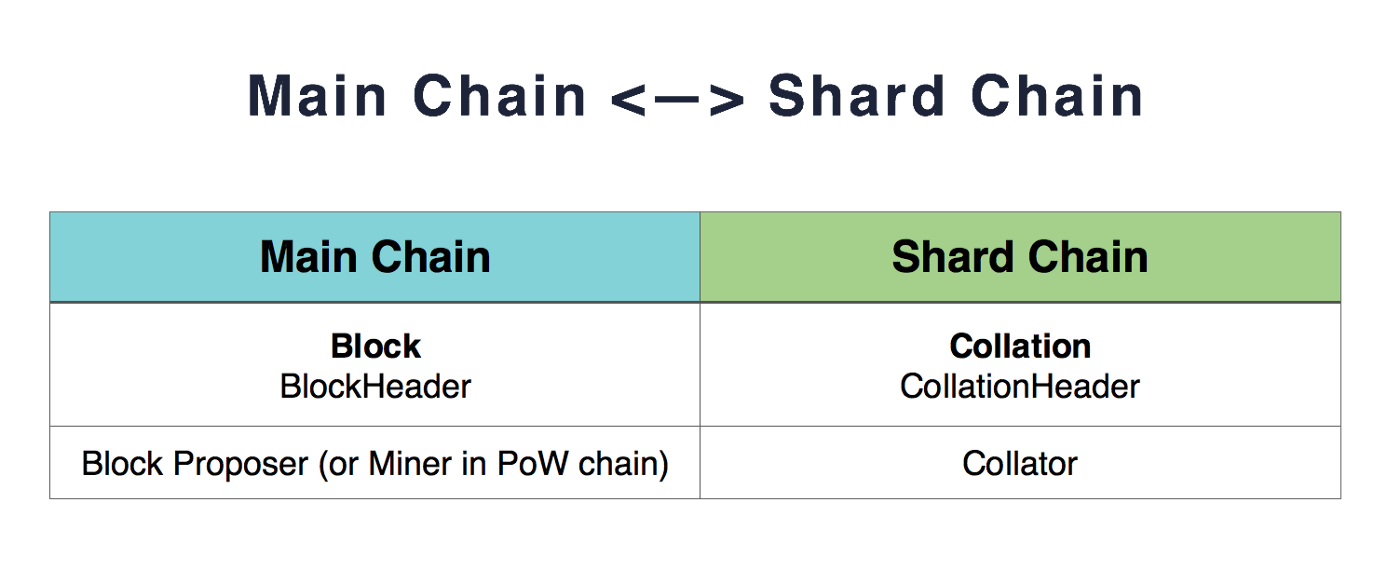 Main Chain <—> Shard Chain
Main Chain
Shard Chain
Block
BlockHeader
Collation
CollationHeader
Block Proposer (or Miner in PoW chain)
Collator